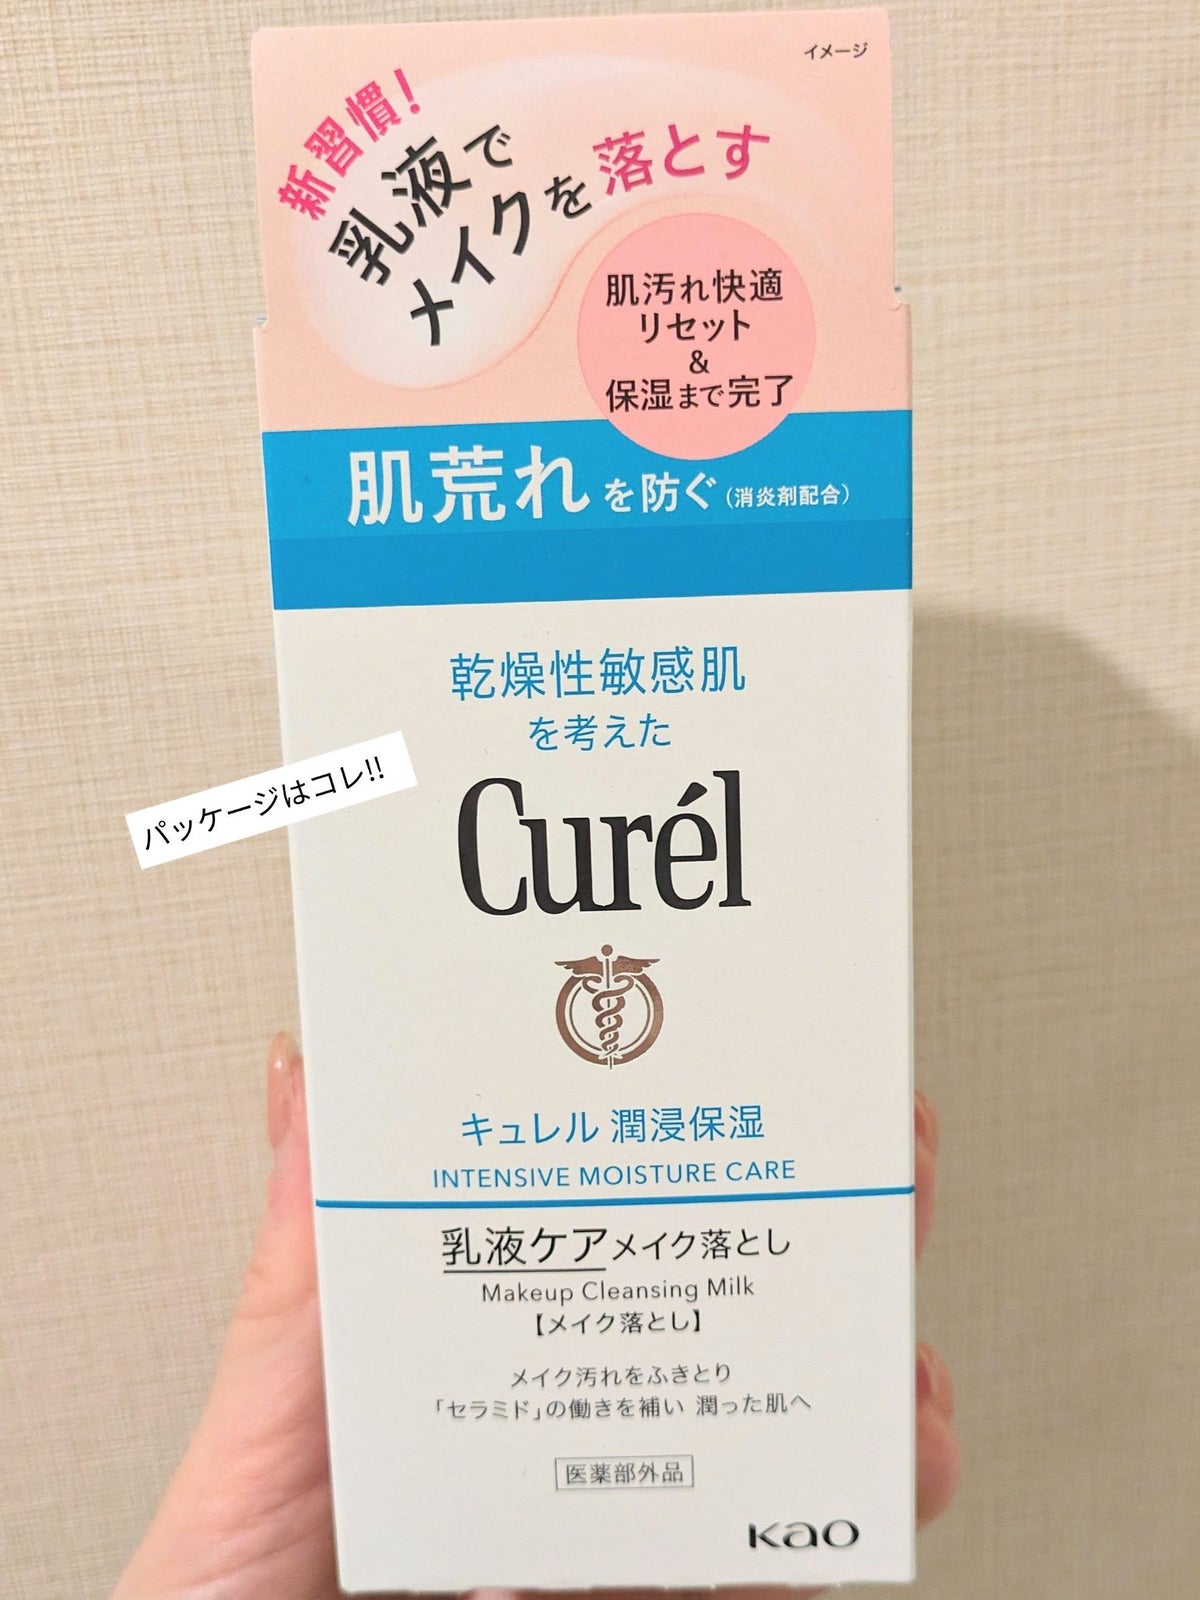 イメージ
新習慣!
乳液で
メイクを落とす
肌汚れ快適
リセット
&
保湿まで完了
肌荒れを防ぐ(消炎剤配合)
乾燥性敏感肌
を考えた
Curél
パッケージはコレ!!
キュレル 潤浸保湿
INTENSIVE MOISTURE CARE
乳液ケアメイク落とし
Makeup Cleansing Milk
【メイク落とし】
メイク汚れをふきとり
「セラミド」の働きを補い 潤った肌へ
医薬部外品
Kao